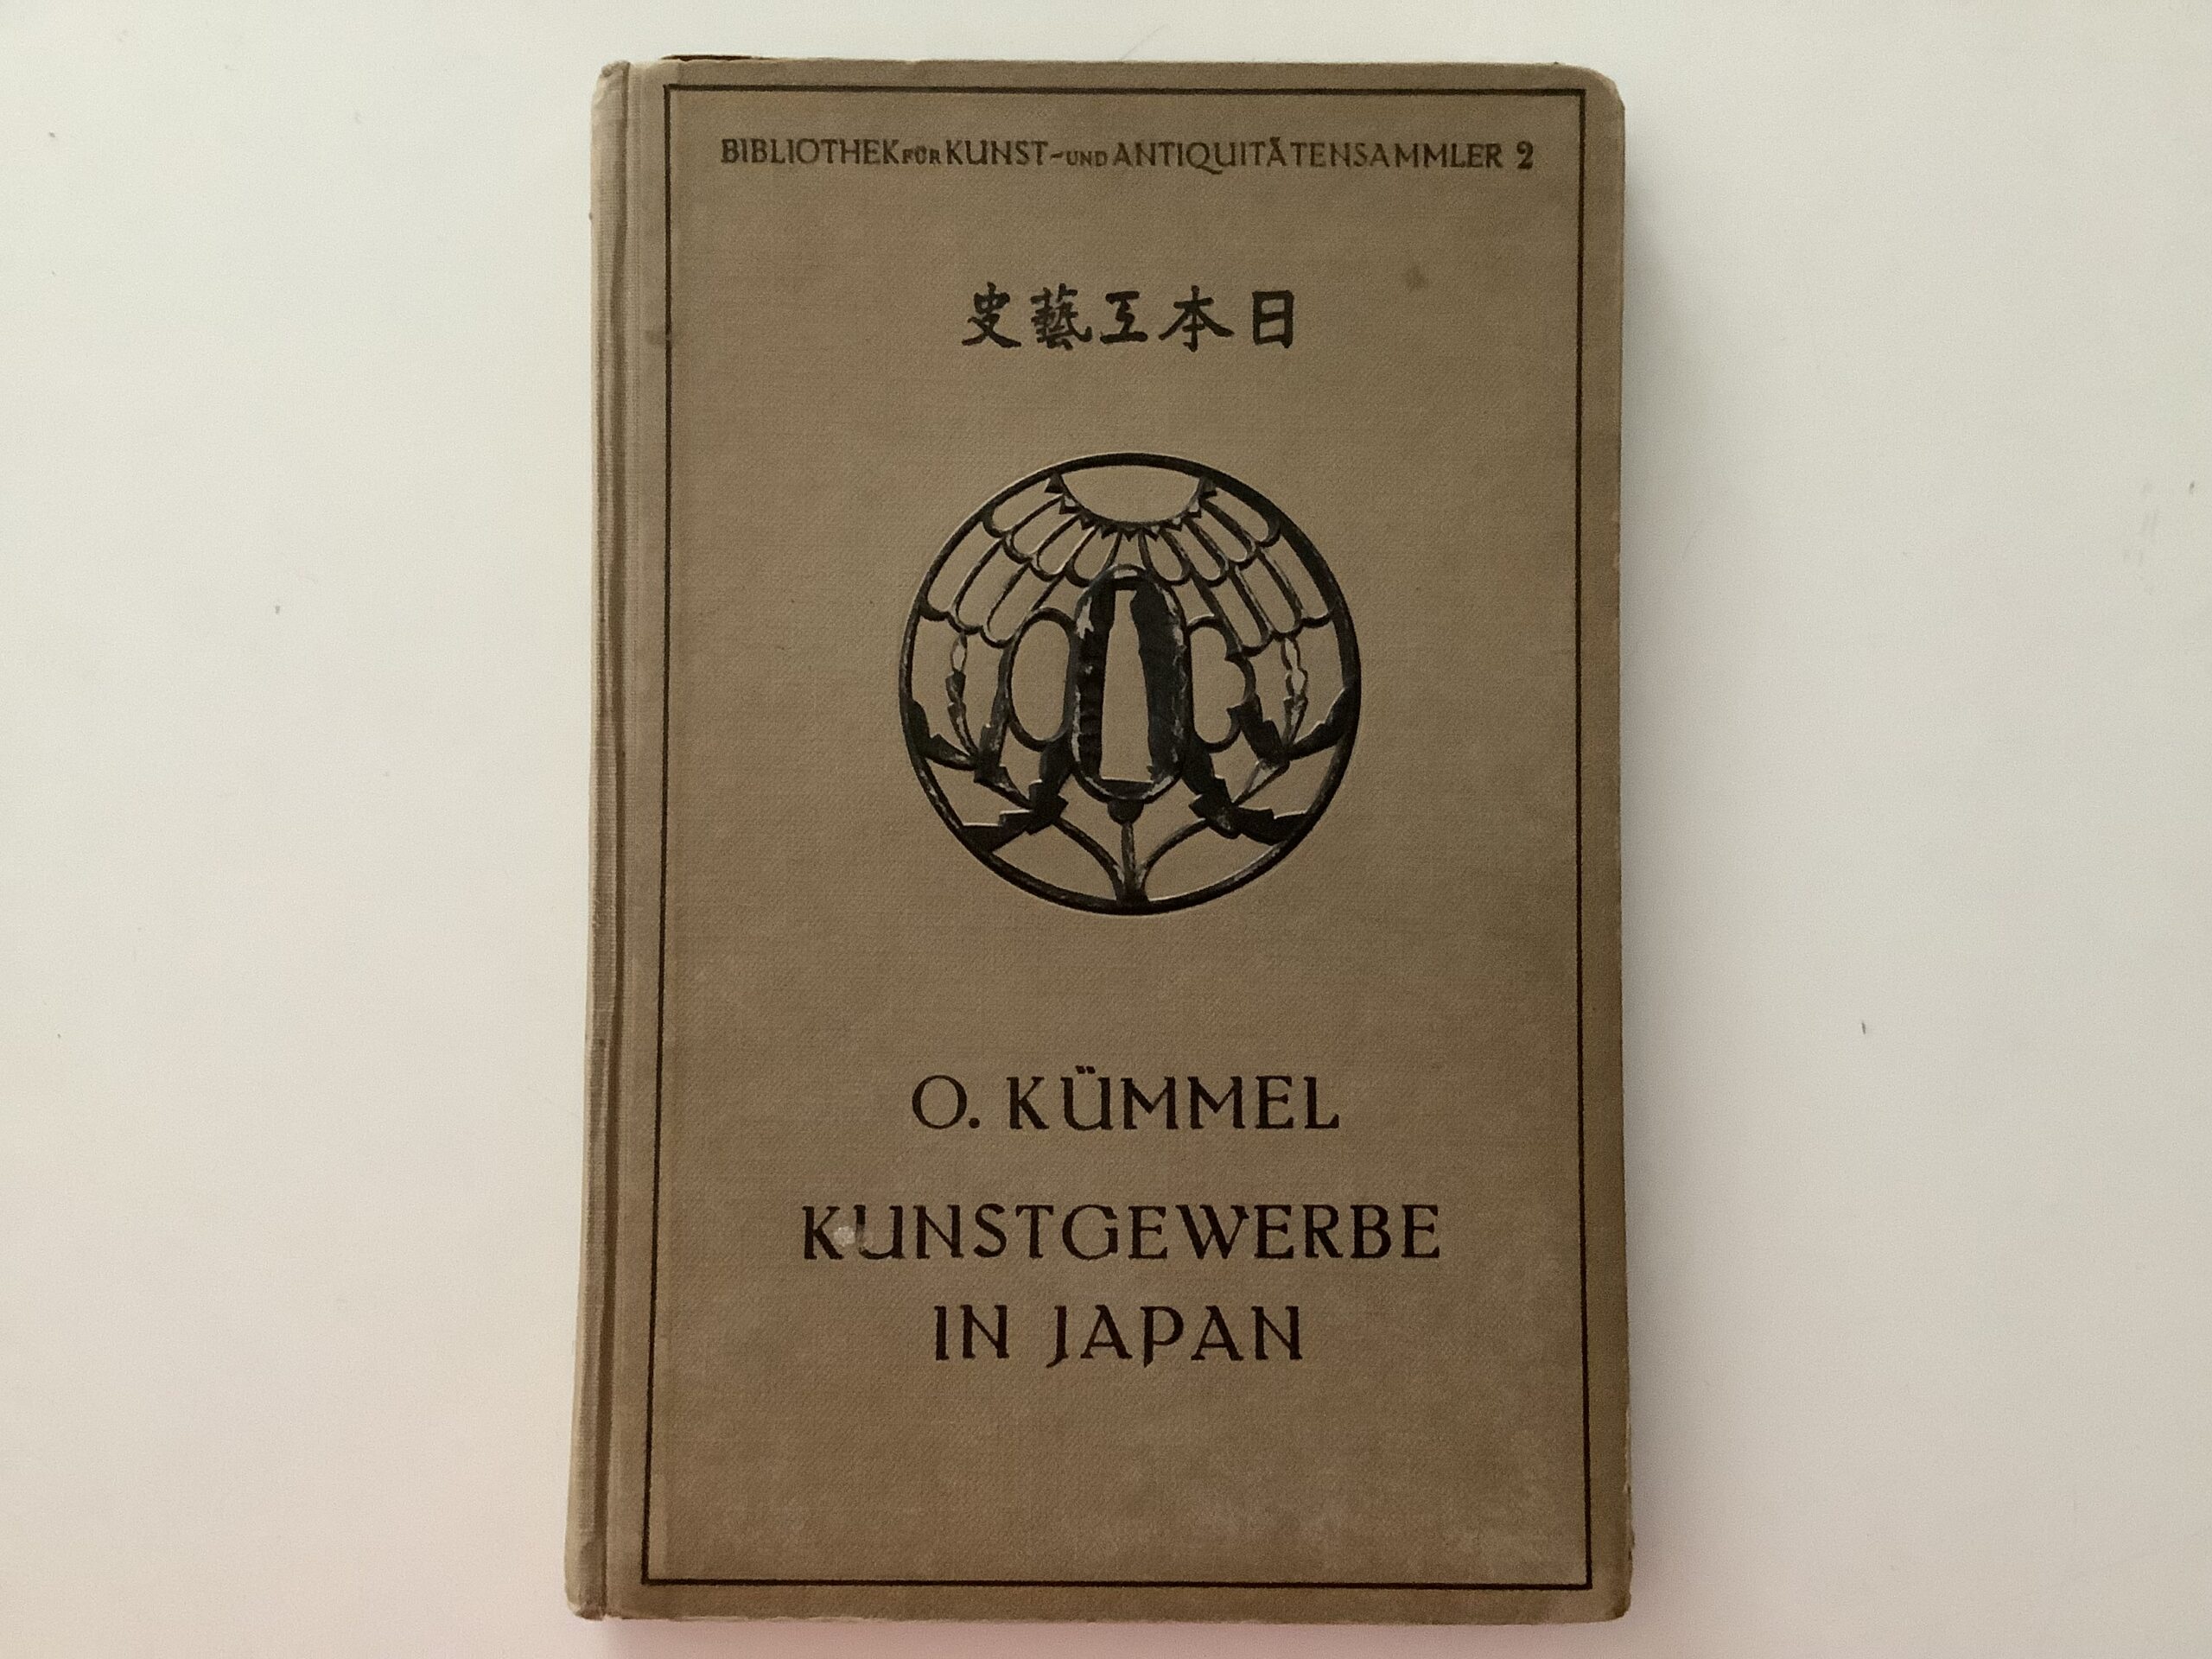 BIBLIOTHEK FÜR KUNST- UND ANTIQUITÄTENSAMMLER 2
史藝工本日
O. KÜMMEL
KUNSTGEWERBE
IN JAPAN